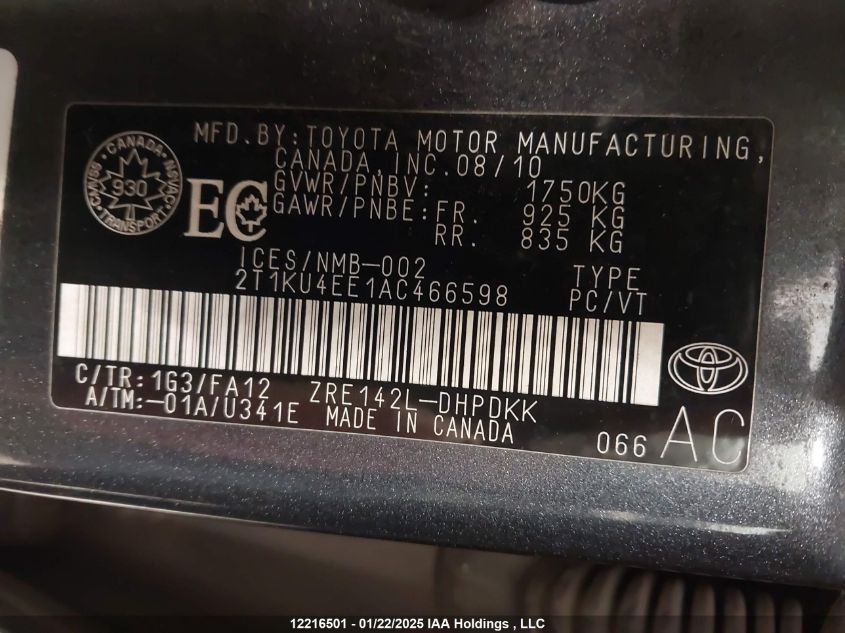 MFD. BY: TOYOTA MOTOR MANUFACTURING,
CANADA, INC. 08/10
GVWR/PNBV: 1750KG
GAWR/PNBE: FR. 925 KG
RR. 835 KG
CANADA
930
TRANSPORT
EC
ICES/NMB-002
2T1KU4EE1AC466598
TYPE
PC/VT
C/TR: 1G3/FA12 ZRE142L-DHPDKK
A/TM:-01A/U341E MADE IN CANADA
066 AC
12216501 - 01/22/2025 IAA Holdings , LLC